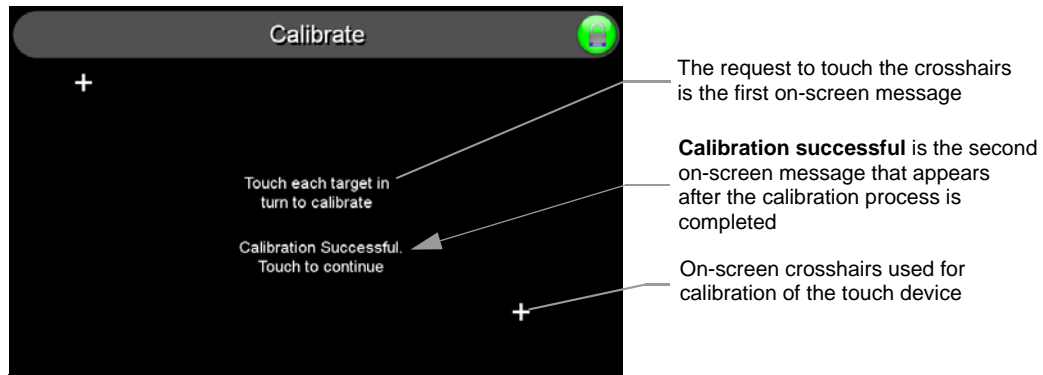 Calibrate
Touch each target in
turn to calibrate
Calibration Successful.
Touch to continue
The request to touch the crosshairs
is the first on-screen message
Calibration successful is the second
on-screen message that appears
after the calibration process is
completed
On-screen crosshairs used for
calibration of the touch device